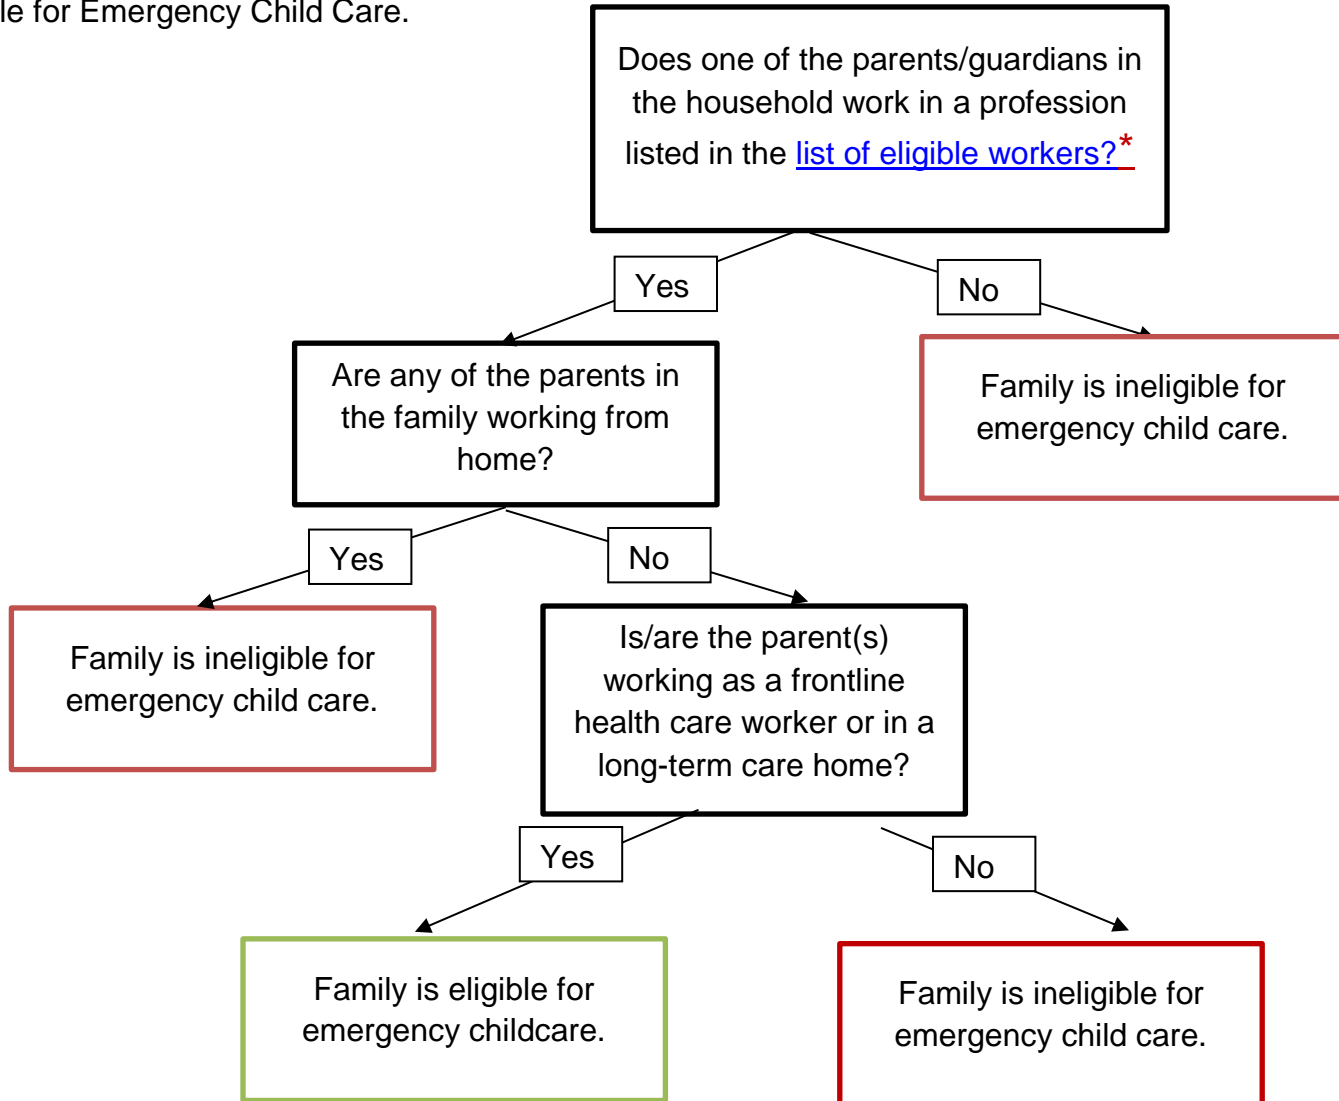 for Emergency Child Care.
Does one of the parents/guardians in
the household work in a profession
listed in the list of eligible workers?*
Yes
No
Are any of the parents in
the family working from
home?
Family is ineligible for
emergency child care.
Yes
No
Family is ineligible for
emergency child care.
Is/are the parent(s)
working as a frontline
health care worker or in a
long-term care home?
Yes
No
Family is eligible for
emergency childcare.
Family is ineligible for
emergency child care.